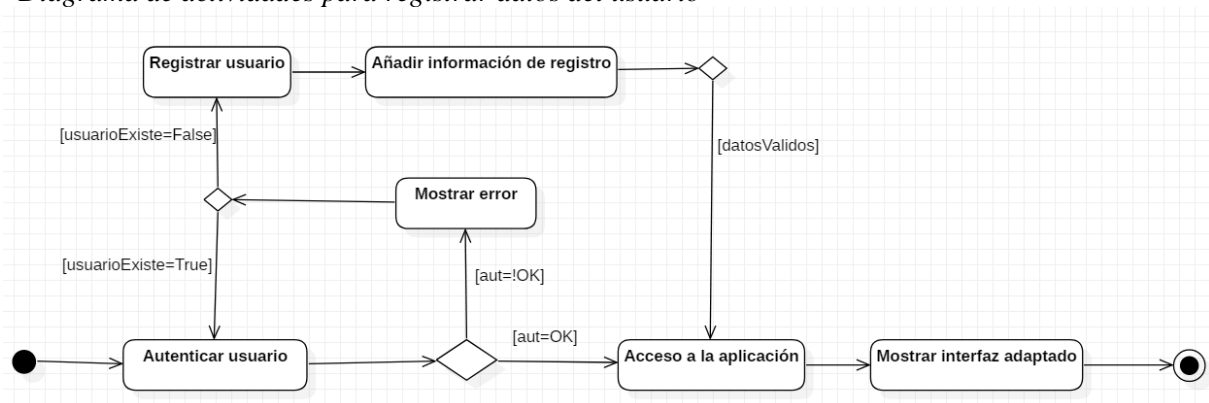 Diagrama de actividades para registrar datos del usuario
Registrar usuario
Añadir información de registro
[usuarioExiste=False]
[datosValidos]
Mostrar error
[usuarioExiste=True]
[aut=!OK]
[aut=OK]
Autenticar usuario
Acceso a la aplicación
Mostrar interfaz adaptado